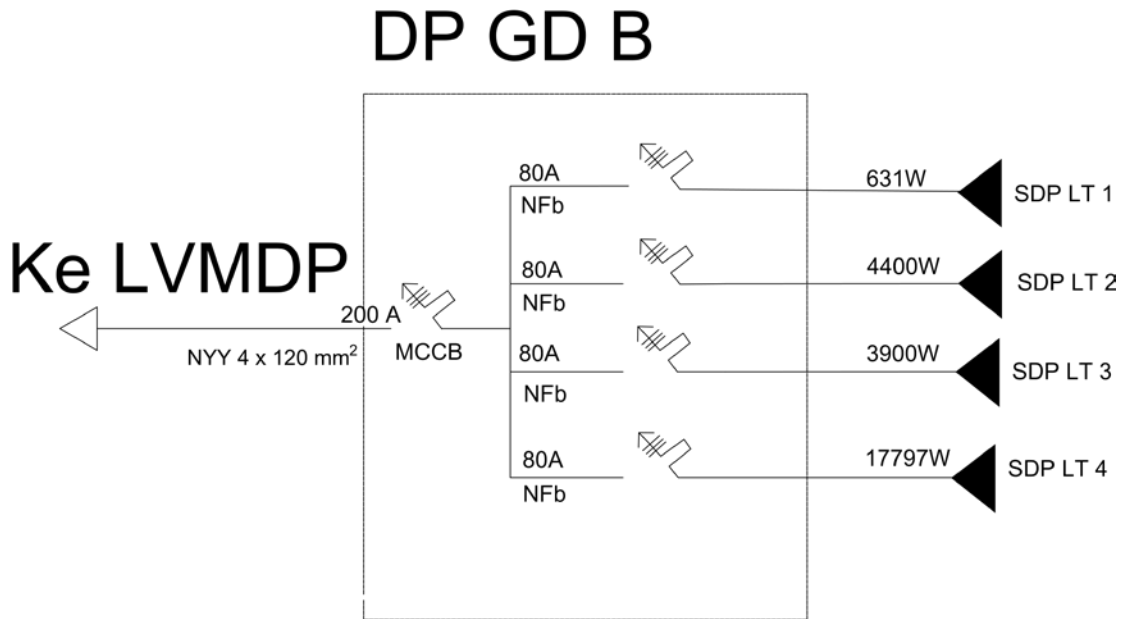 DP GD B
80A
NFb
631W
SDP LT 1
Ke LVMDP
200 A
NYY 4 x 120 mm²
MCCB
80A
NFb
4400W
SDP LT 2
80A
NFb
3900W
SDP LT 3
80A
NFb
17797W
SDP LT 4